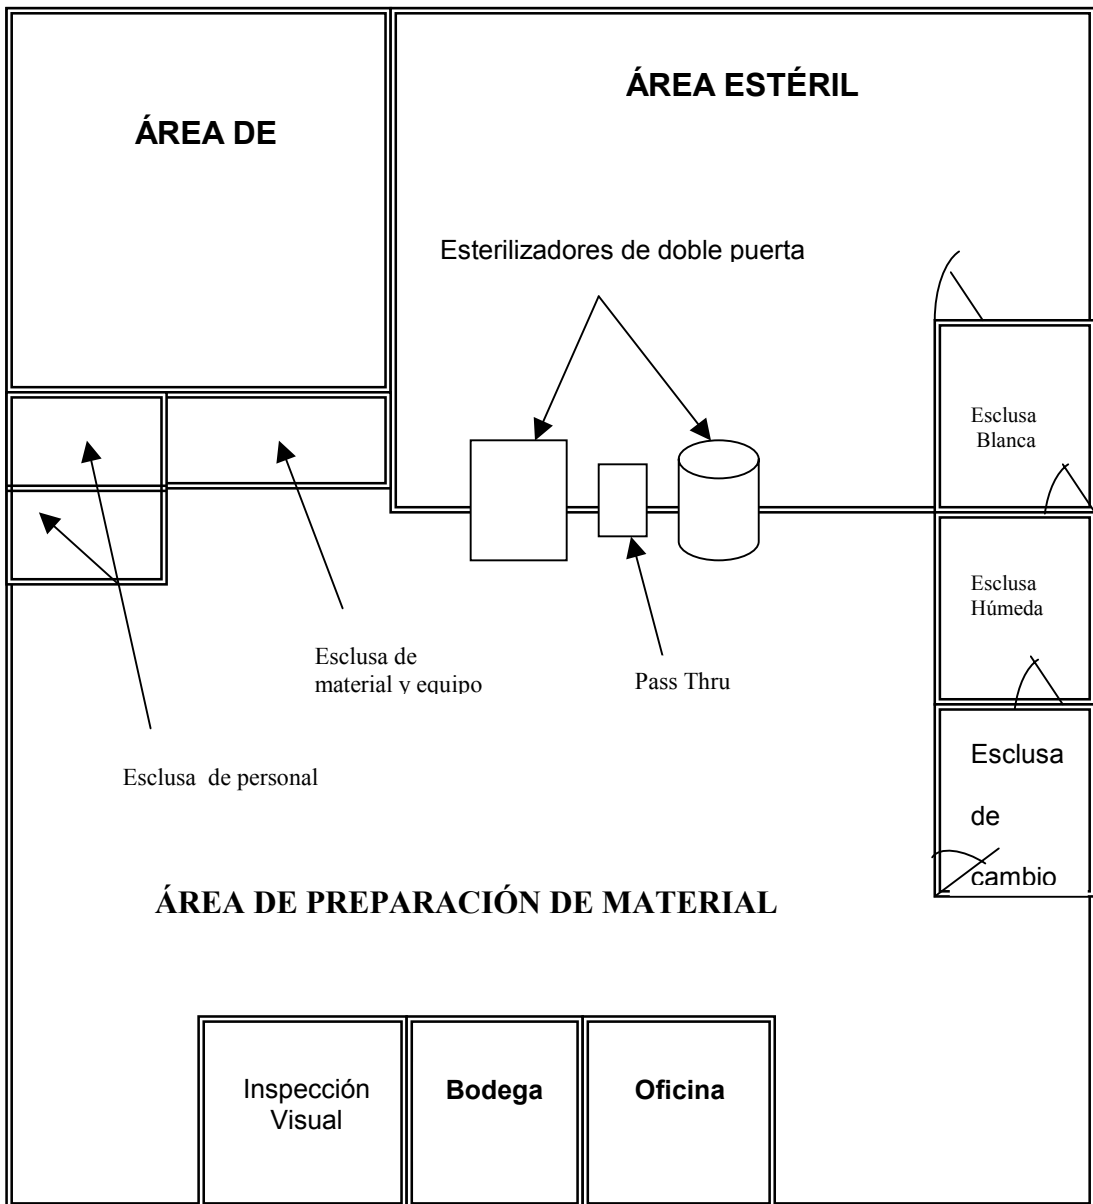 ÁREA DE
ÁREA ESTÉRIL
Esterilizadores de doble puerta
Esclusa
Blanca
Esclusa
Húmeda
Esclusa de
material y equipo
Pass Thru
Esclusa de personal
Esclusa
de
cambio
ÁREA DE PREPARACIÓN DE MATERIAL
Inspección
Visual
Bodega
Oficina